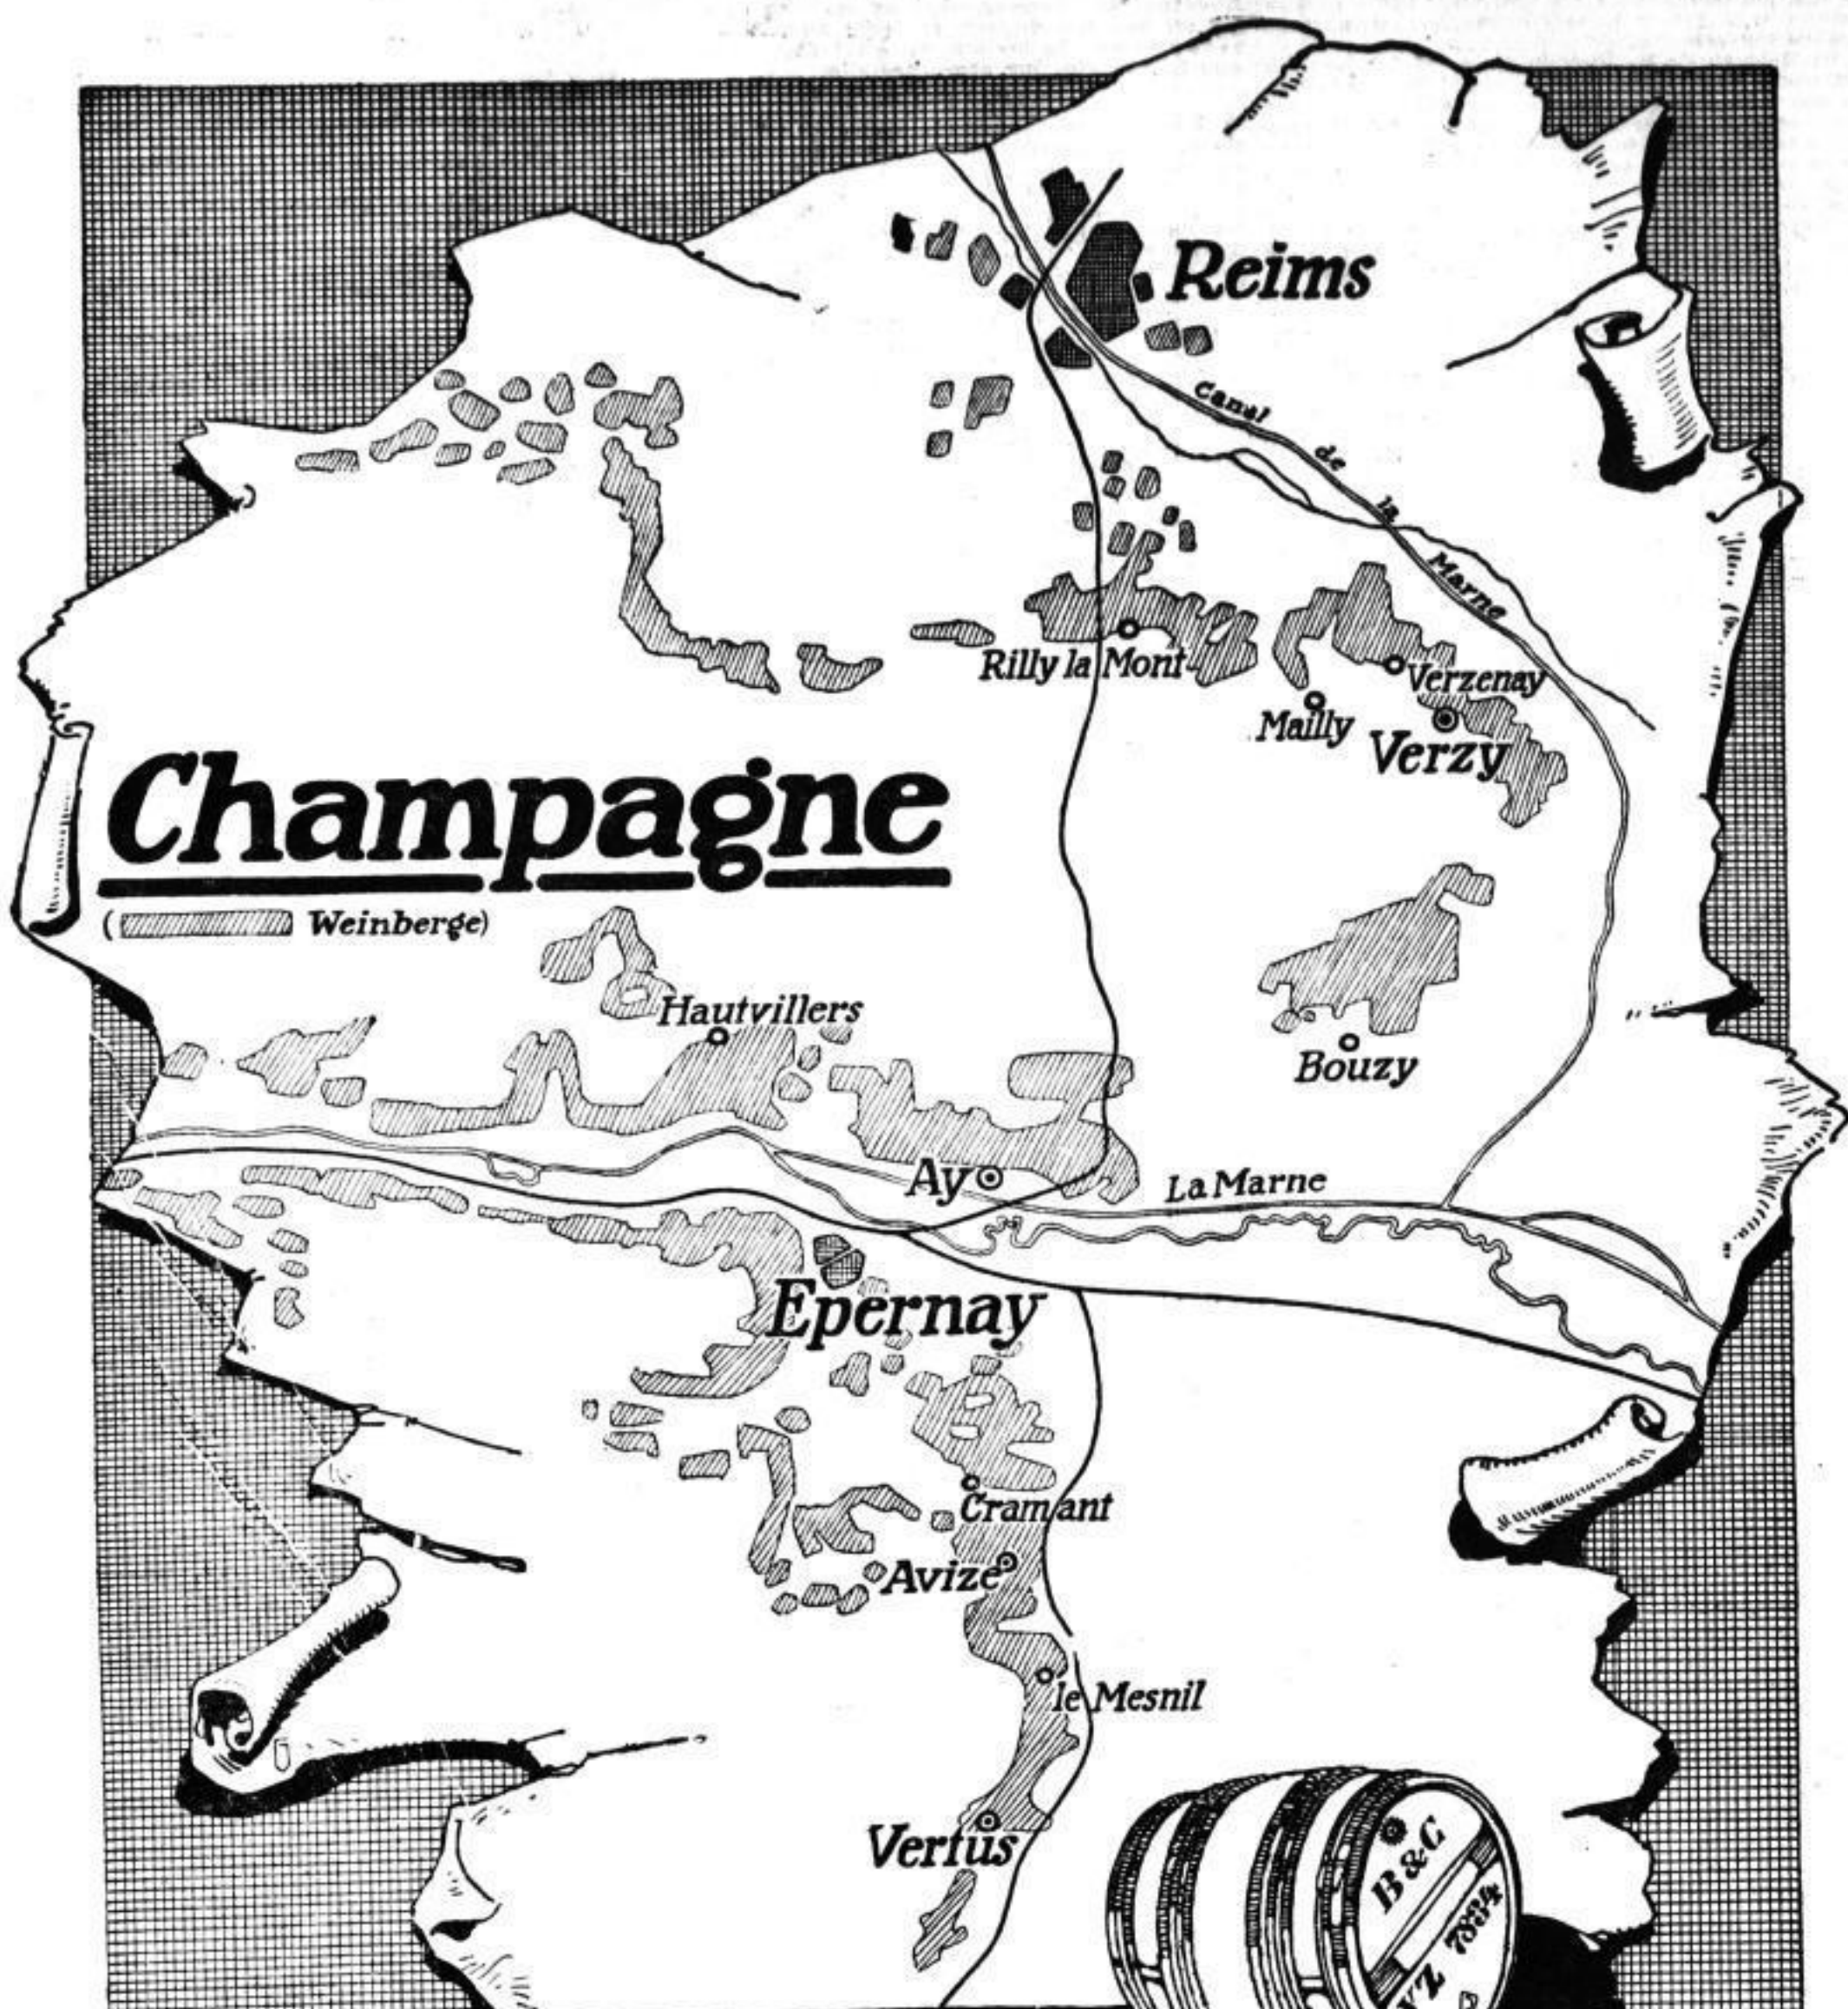 Reims
Canal de la Marne
Rilly la Mont
Verzenay
Mailly
Verzy
Champagne
( Weinberge)
Hautvillers
Bouzy
Ay
La Marne
Epernay
Cramant
Avize
le Mesnil
Vertus
B & C
7884